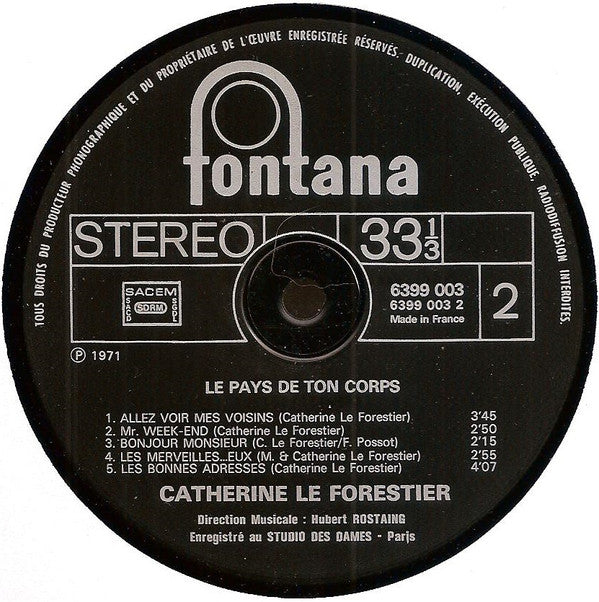 TOUS DROITS DU PRODUCTEUR PHONOGRAPHIQUE ET DU PROPRIÉTAIRE DE L'ŒUVRE ENREGISTRÉE RÉSERVÉS. DUPLICATION, EXÉCUTION PUBLIQUE, RADIODIFFUSION INTERDITES.
fontana
STEREO 33 1/3
SACEM
SACD SDRM SGDL
6399 003
6399 003 2
Made in France
2
Ⓟ 1971
LE PAYS DE TON CORPS
1. ALLEZ VOIR MES VOISINS (Catherine Le Forestier) 3'45
2. Mr. WEEK-END (Catherine Le Forestier) 2'50
3. BONJOUR MONSIEUR (C. Le Forestier/F. Possot) 2'15
4. LES MERVEILLES...EUX (M. & Catherine Le Forestier) 2'55
5. LES BONNES ADRESSES (Catherine Le Forestier) 4'07
CATHERINE LE FORESTIER
Direction Musicale : Hubert ROSTAING
Enregistré au STUDIO DES DAMES - Paris